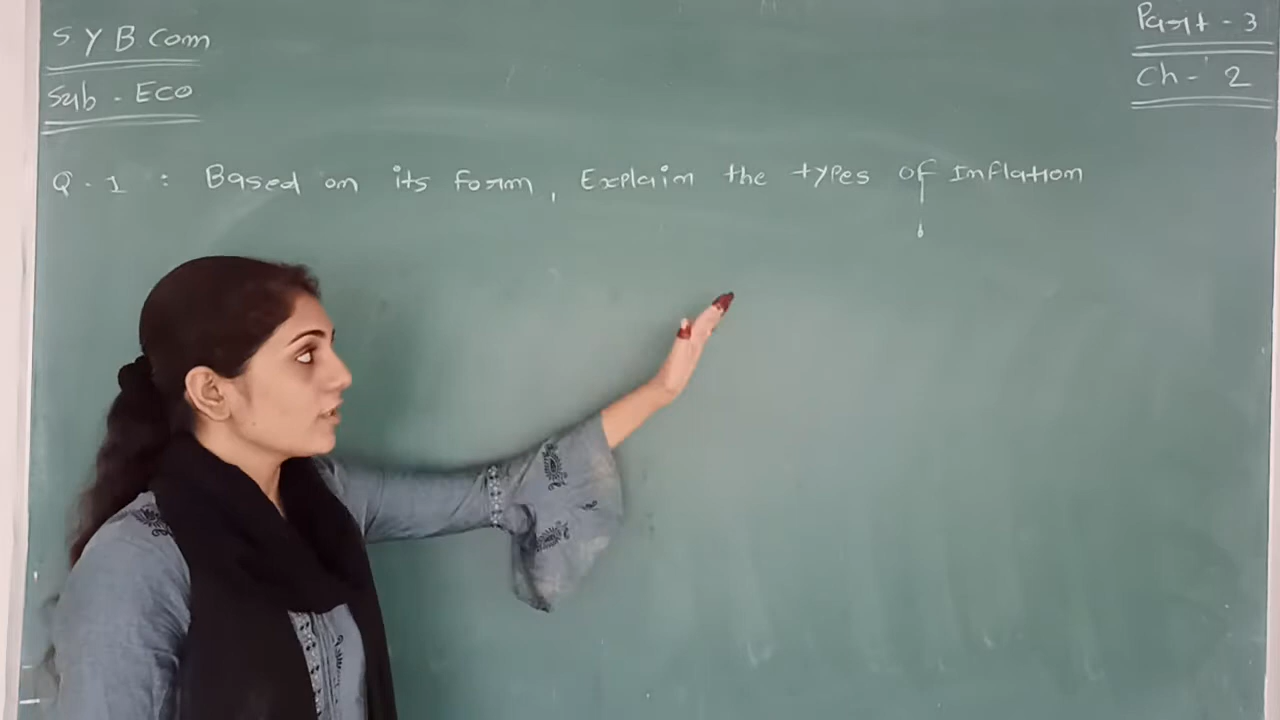 S Y B Com
Sub - Eco
Part - 3
Ch - 2
Q - 1 : Based on its form, Explain the types of Inflation